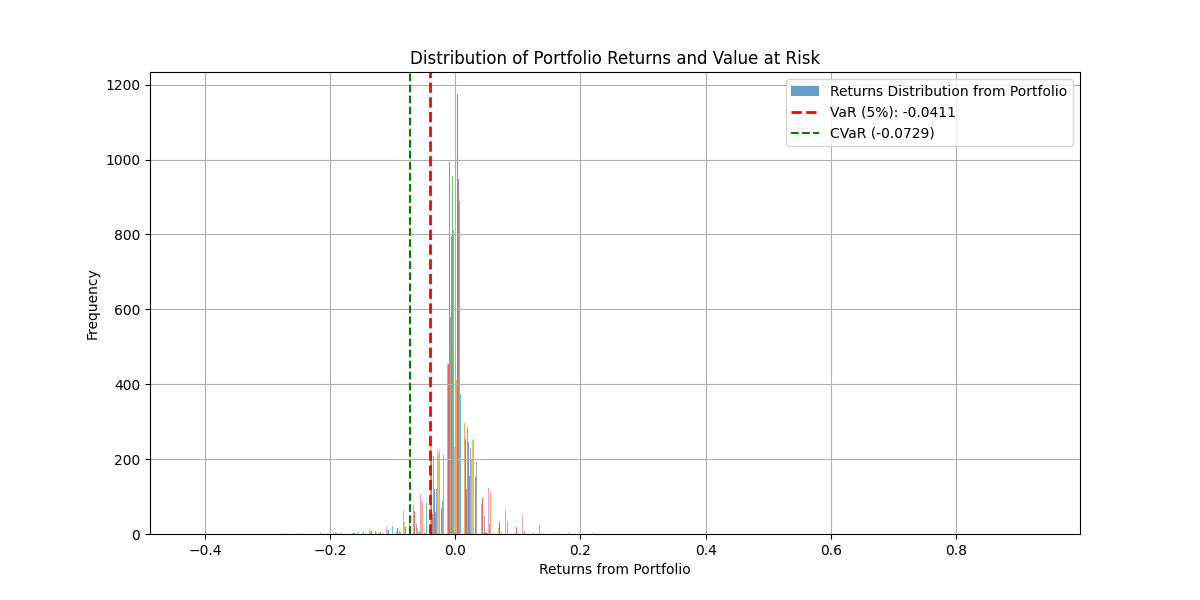 Distribution of Portfolio Returns and Value at Risk
Returns Distribution from Portfolio
VaR (5%): -0.0411
CVaR (-0.0729)
Frequency
1200
1000
800
600
400
200
0
−0.4 −0.2 0.0 0.2 0.4 0.6 0.8
Returns from Portfolio